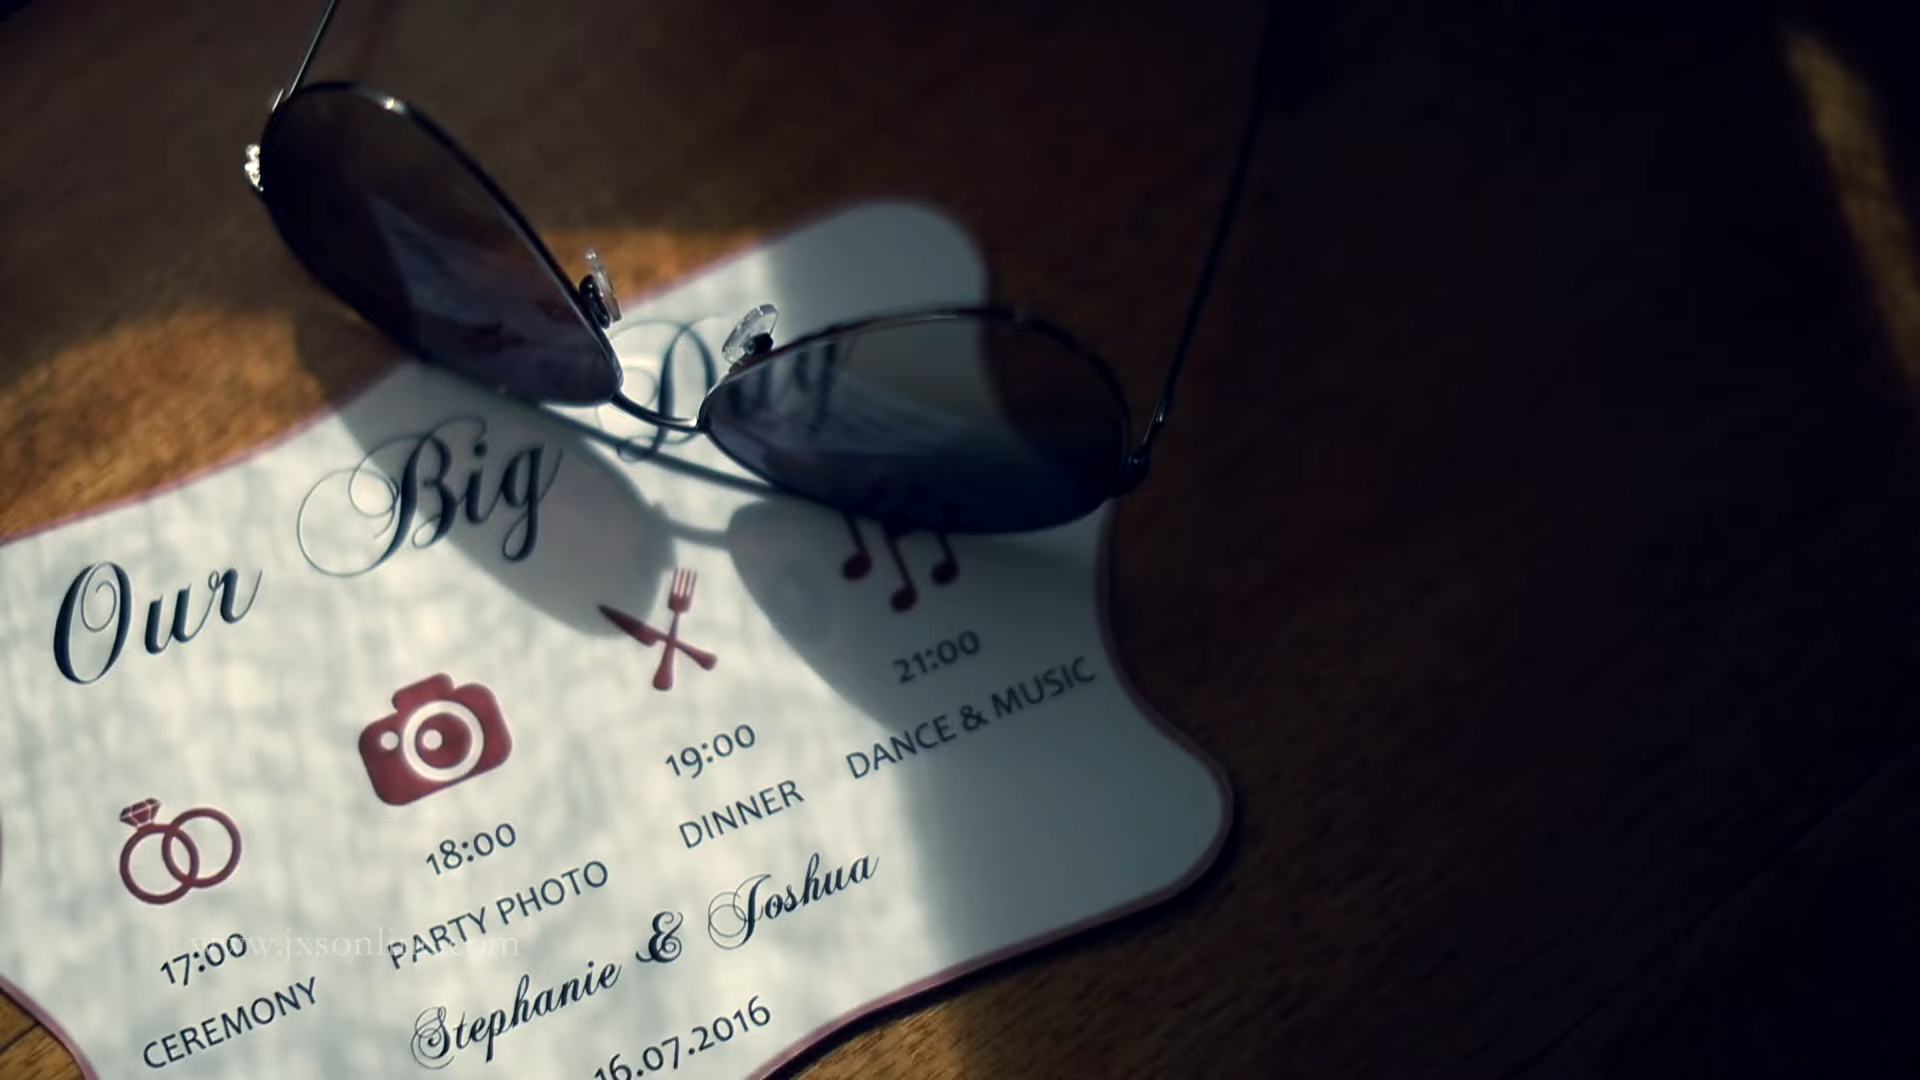 Our Big Day
17:00
CEREMONY
18:00
PARTY PHOTO
19:00
DINNER
21:00
DANCE & MUSIC
Stephanie & Joshua
16.07.2016